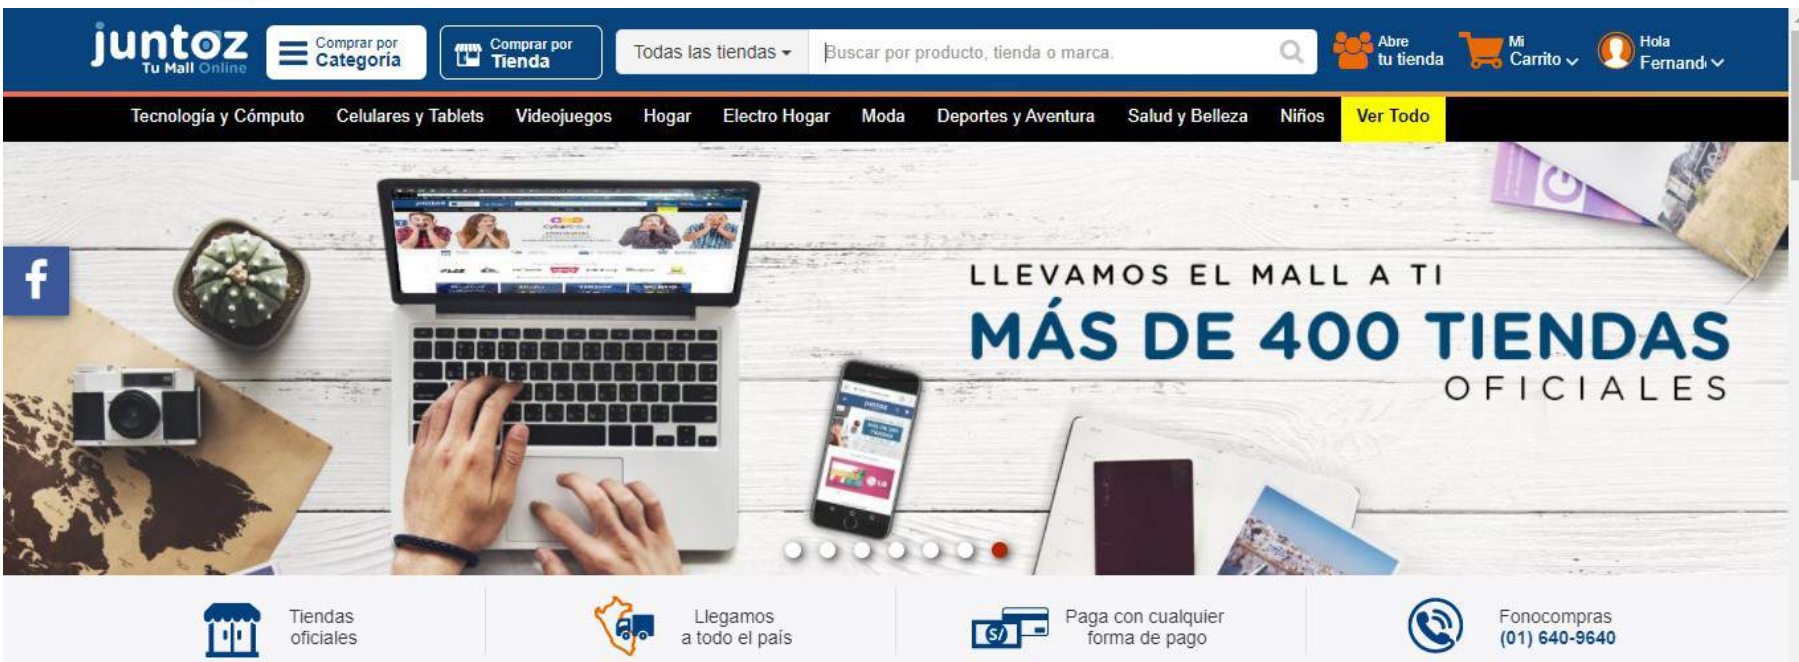 juntoz
Tu Mall Online
Comprar por
Categoría
Comprar por
Tienda
Todas las tiendas
Buscar por producto, tienda o marca.
Abre
tu tienda
Mi
Carrito
Hola
Fernand
Tecnología y Cómputo
Celulares y Tablets
Videojuegos
Hogar
Electro Hogar
Moda
Deportes y Aventura
Salud y Belleza
Niños
Ver Todo
f
LLEVAMOS EL MALL A TI
MÁS DE 400 TIENDAS
OFICIALES
juntoz
LG
G
Tiendas
oficiales
Llegamos
a todo el país
S/
Paga con cualquier
forma de pago
Fonocompras
(01) 640-9640